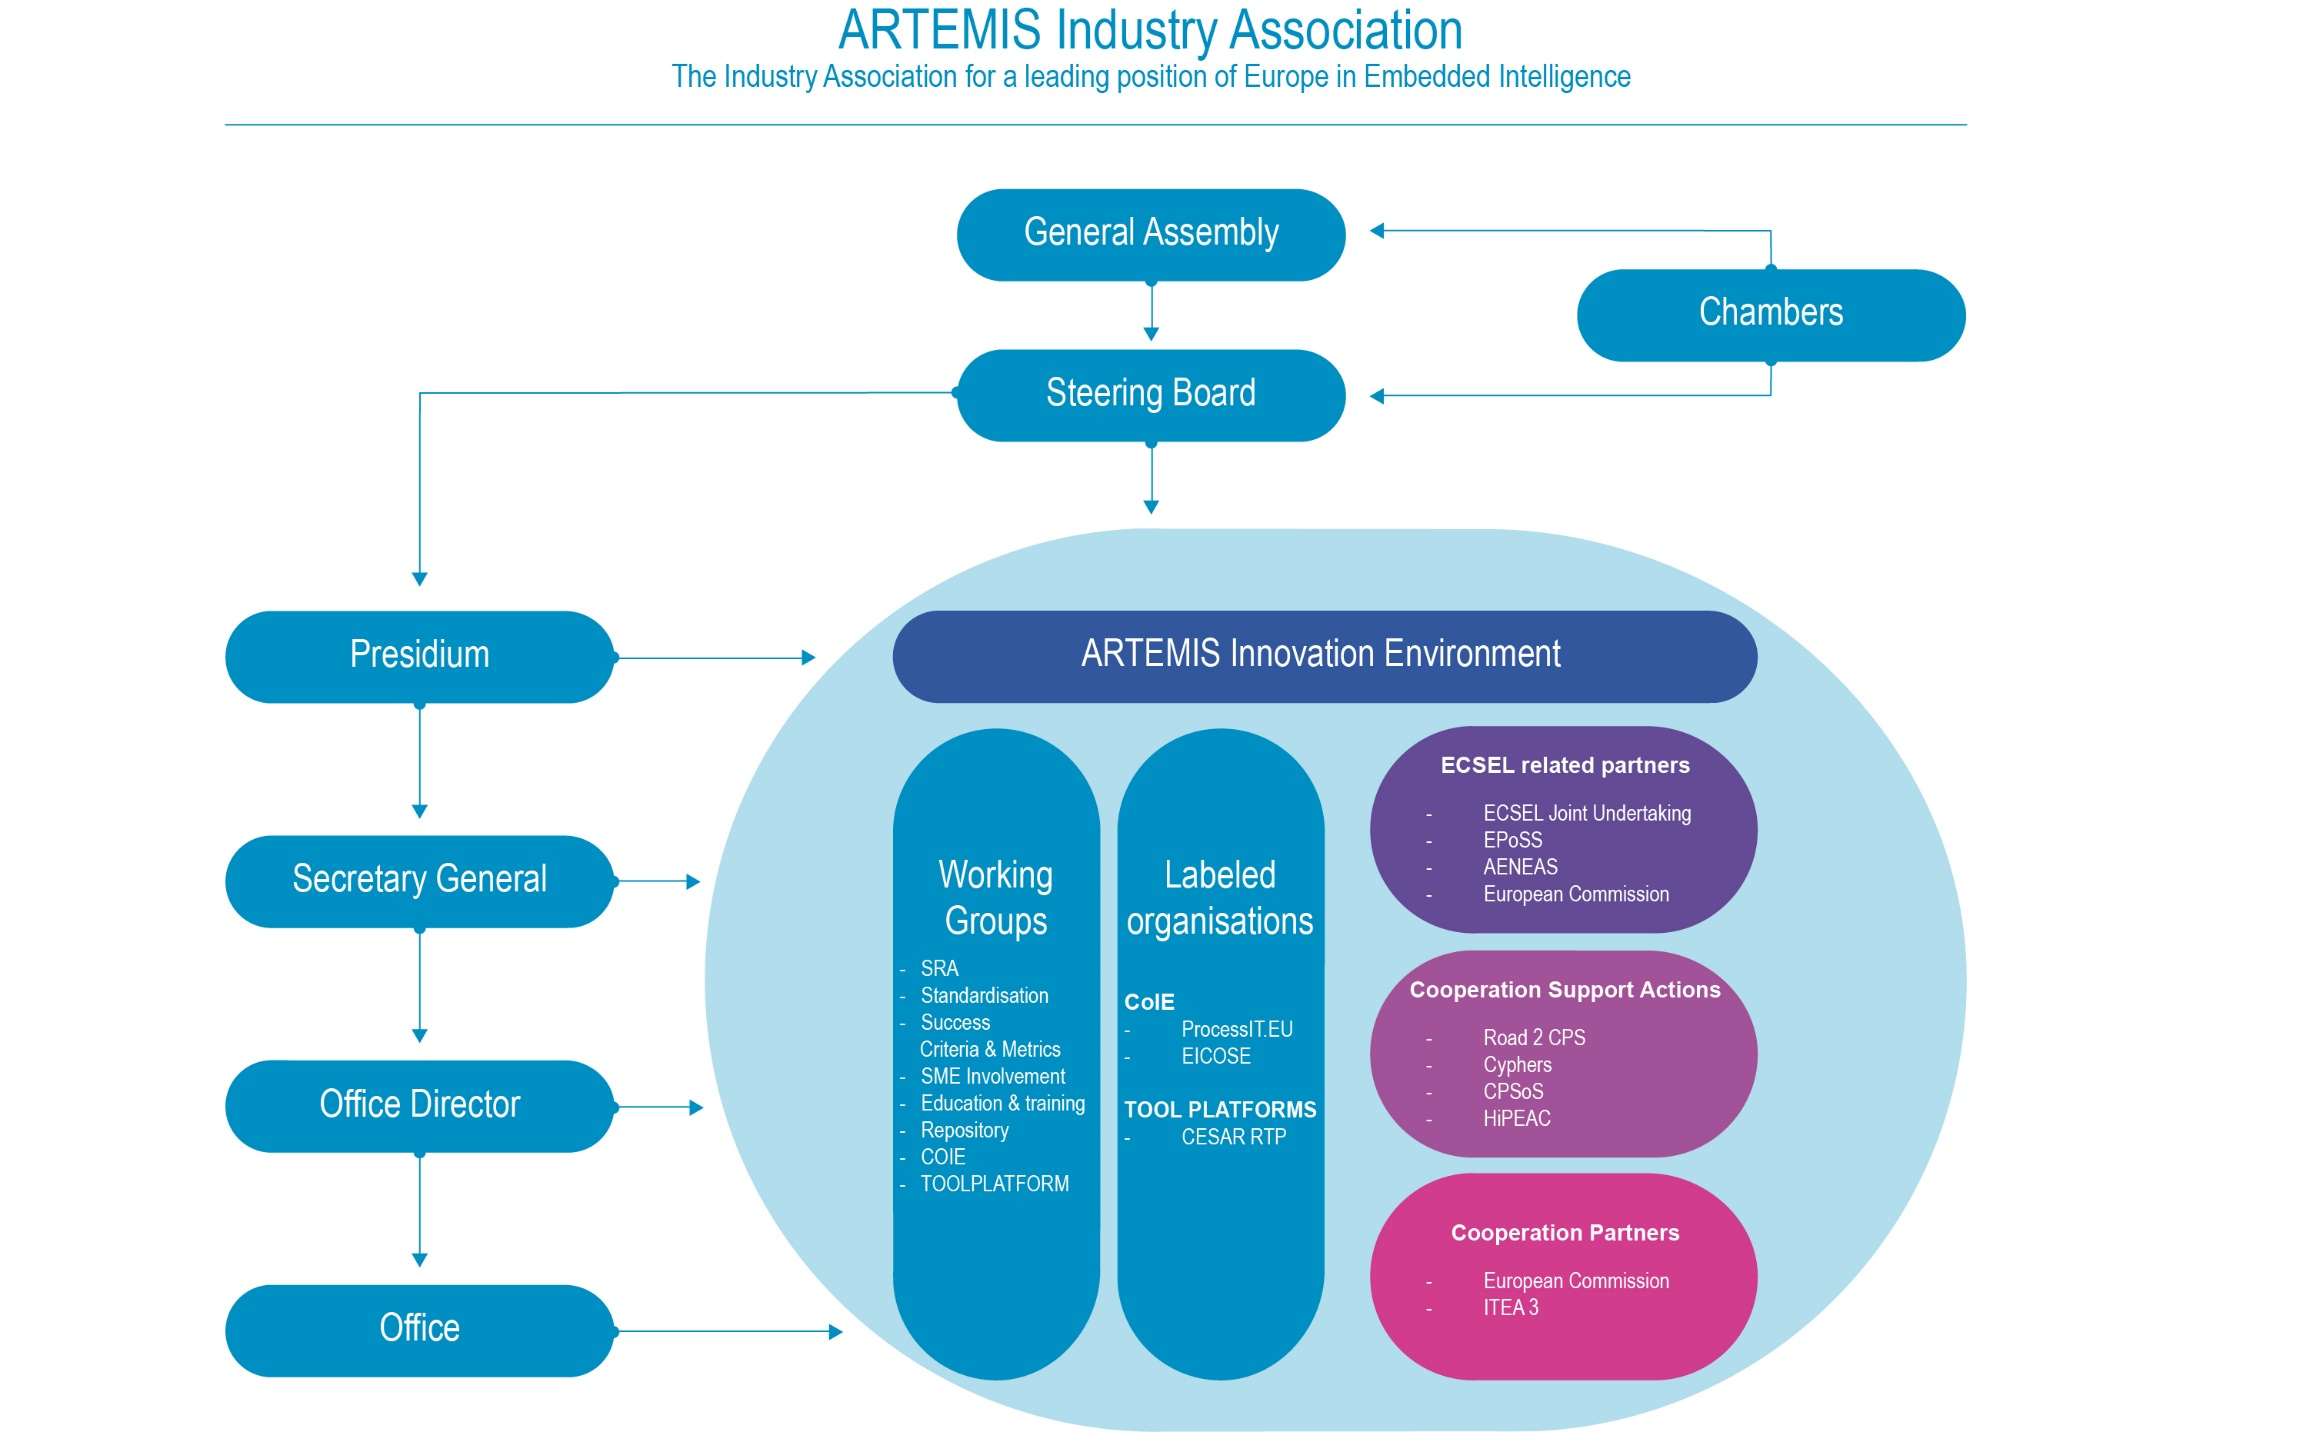 ARTEMIS Industry Association
The Industry Association for a leading position of Europe in Embedded Intelligence
General Assembly
Chambers
Steering Board
Presidium
Secretary General
Office Director
Office
ARTEMIS Innovation Environment
Working
Groups
- SRA
- Standardisation
- Success
Criteria & Metrics
- SME Involvement
- Education & training
- Repository
- COIE
- TOOLPLATFORM
Labeled
organisations
CoIE
- ProcessIT.EU
- EICOSE
TOOL PLATFORMS
- CESAR RTP
ECSEL related partners
- ECSEL Joint Undertaking
- EPoSS
- AENEAS
- European Commission
Cooperation Support Actions
- Road 2 CPS
- Cyphers
- CPSoS
- HiPEAC
Cooperation Partners
- European Commission
- ITEA 3